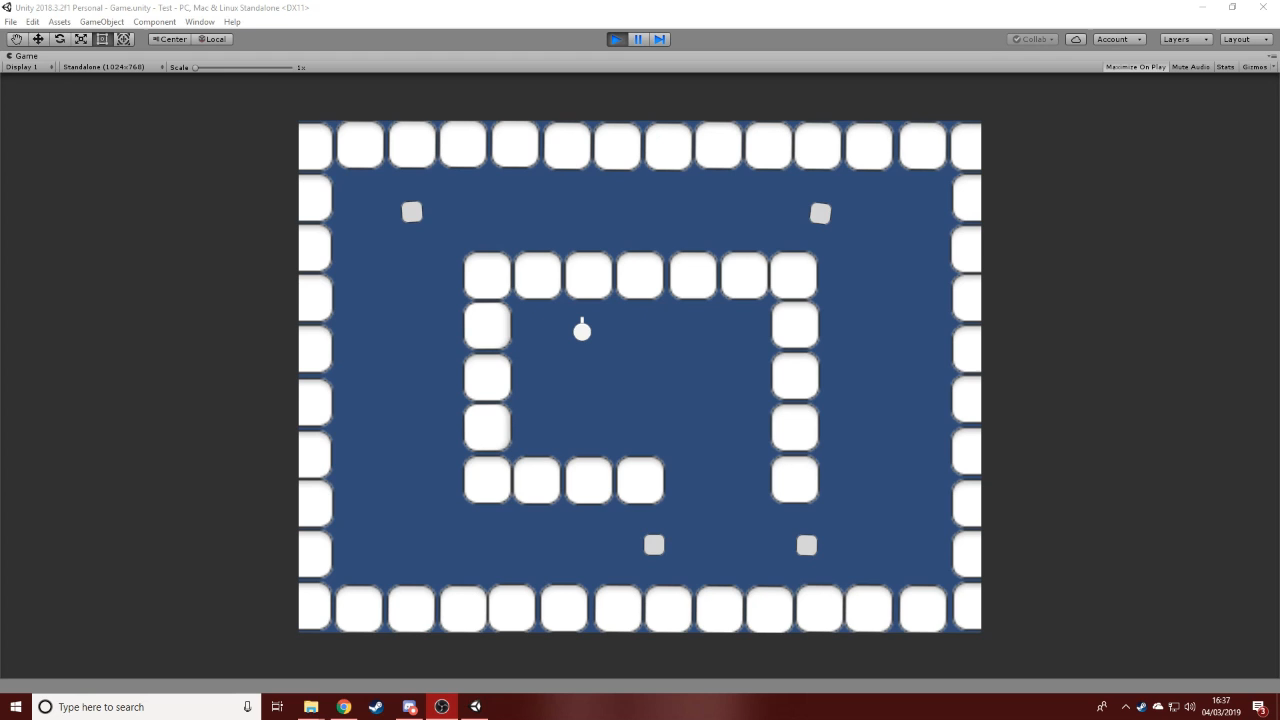 Unity 2018.3.2f1 Personal - Game.unity - Test - PC, Mac & Linux Standalone <DX11>
File Edit Assets GameObject Component Window Help
Center Local Collab Account Layers Layout
Game
Display 1 Standalone (1024x768) Scale 1x Maximize On Play Mute Audio Stats Gizmos
Type here to search
16:37
04/03/2019
3